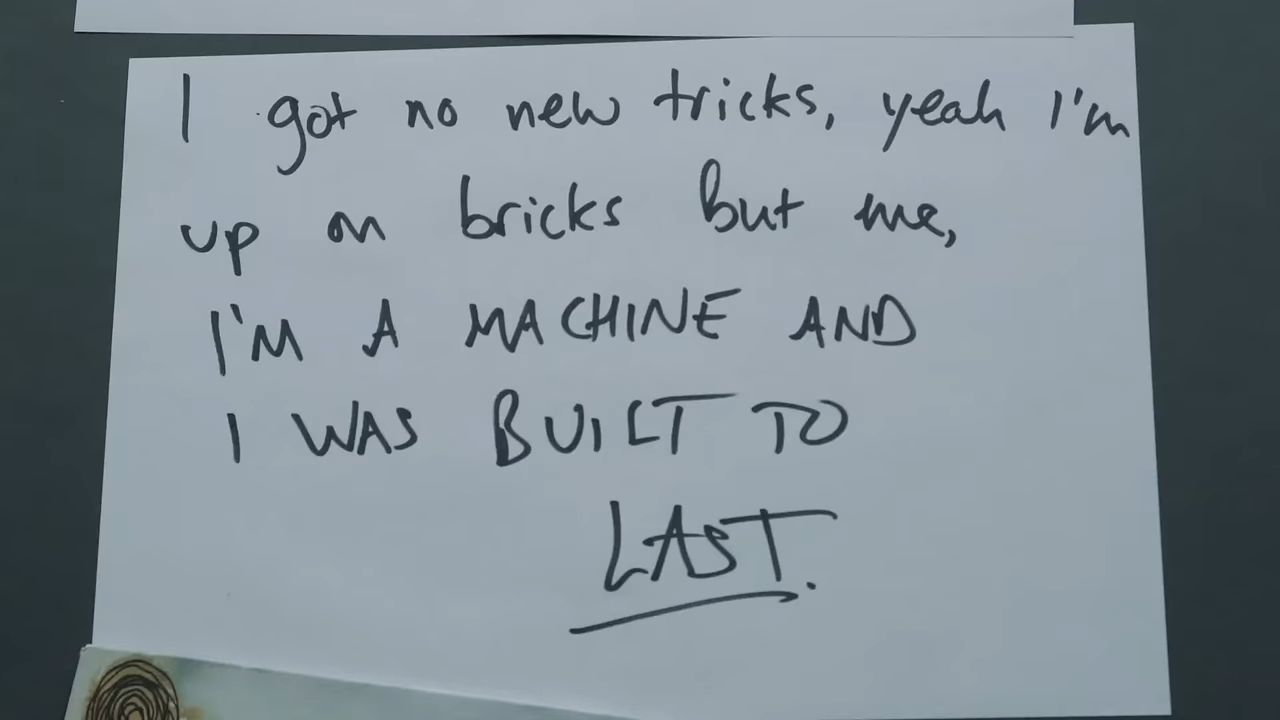 I got no new tricks, yeah I'm
up on bricks but me,
I'M A MACHINE AND
I WAS BUILT TO
LAST.